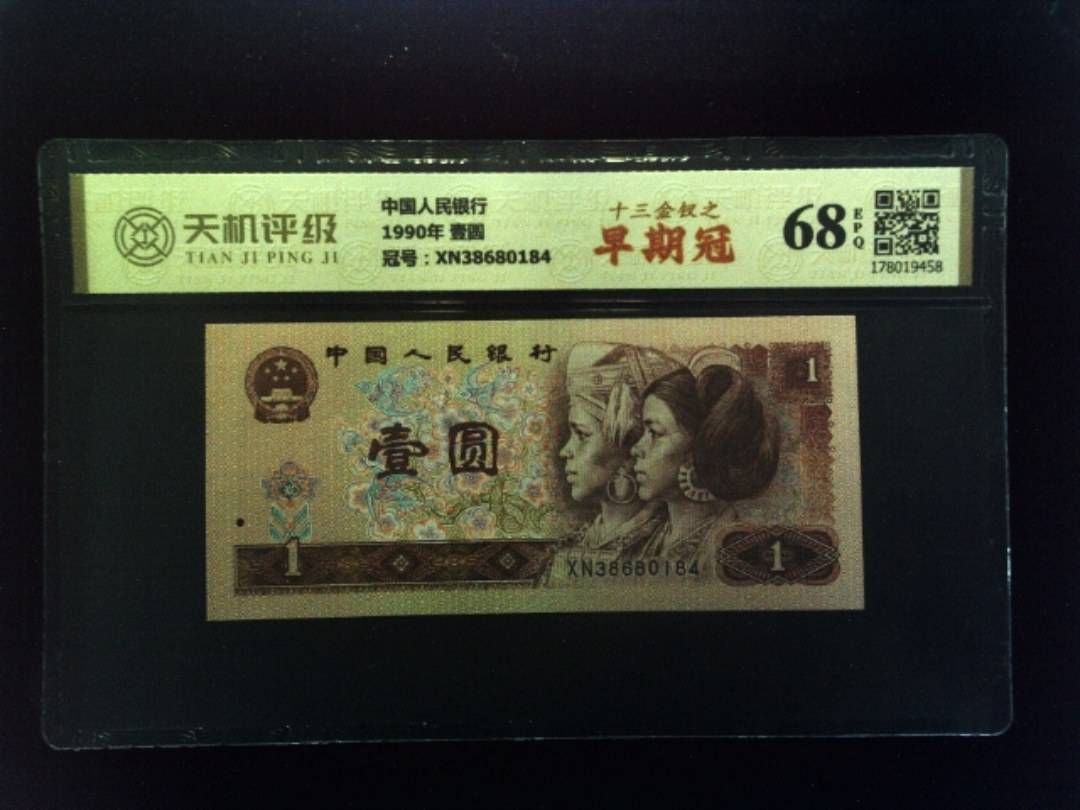 天机评级
TIAN JI PING JI
中国人民银行
1990年 壹圆
冠号：XN38680184
十三金钗之
早期冠
68
EPQ
178019458
中国人民银行
1
壹圆
1
XN38680184
1